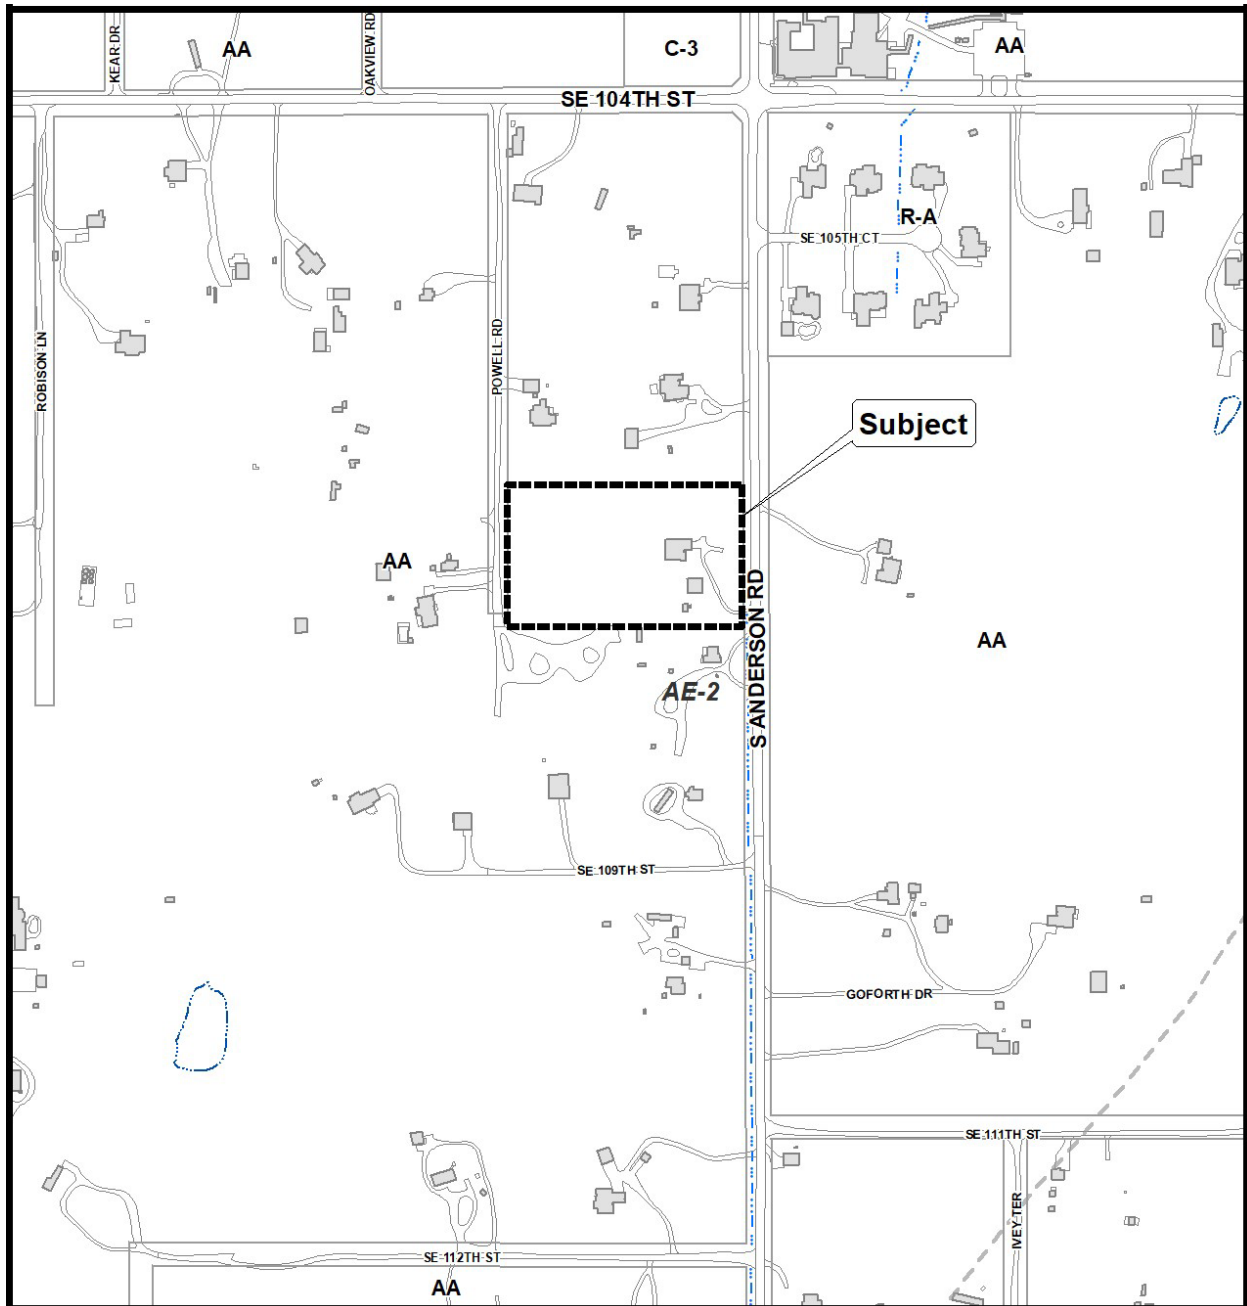 KEAR DR
AA
OAKVIEW RD
C-3
AA
SE 104TH ST
R-A
SE 105TH CT
ROBISON LN
POWELL RD
Subject
AA
S ANDERSON RD
AA
AE-2
SE 109TH ST
GOFORTH DR
SE 111TH ST
IVEY TER
SE 112TH ST
AA